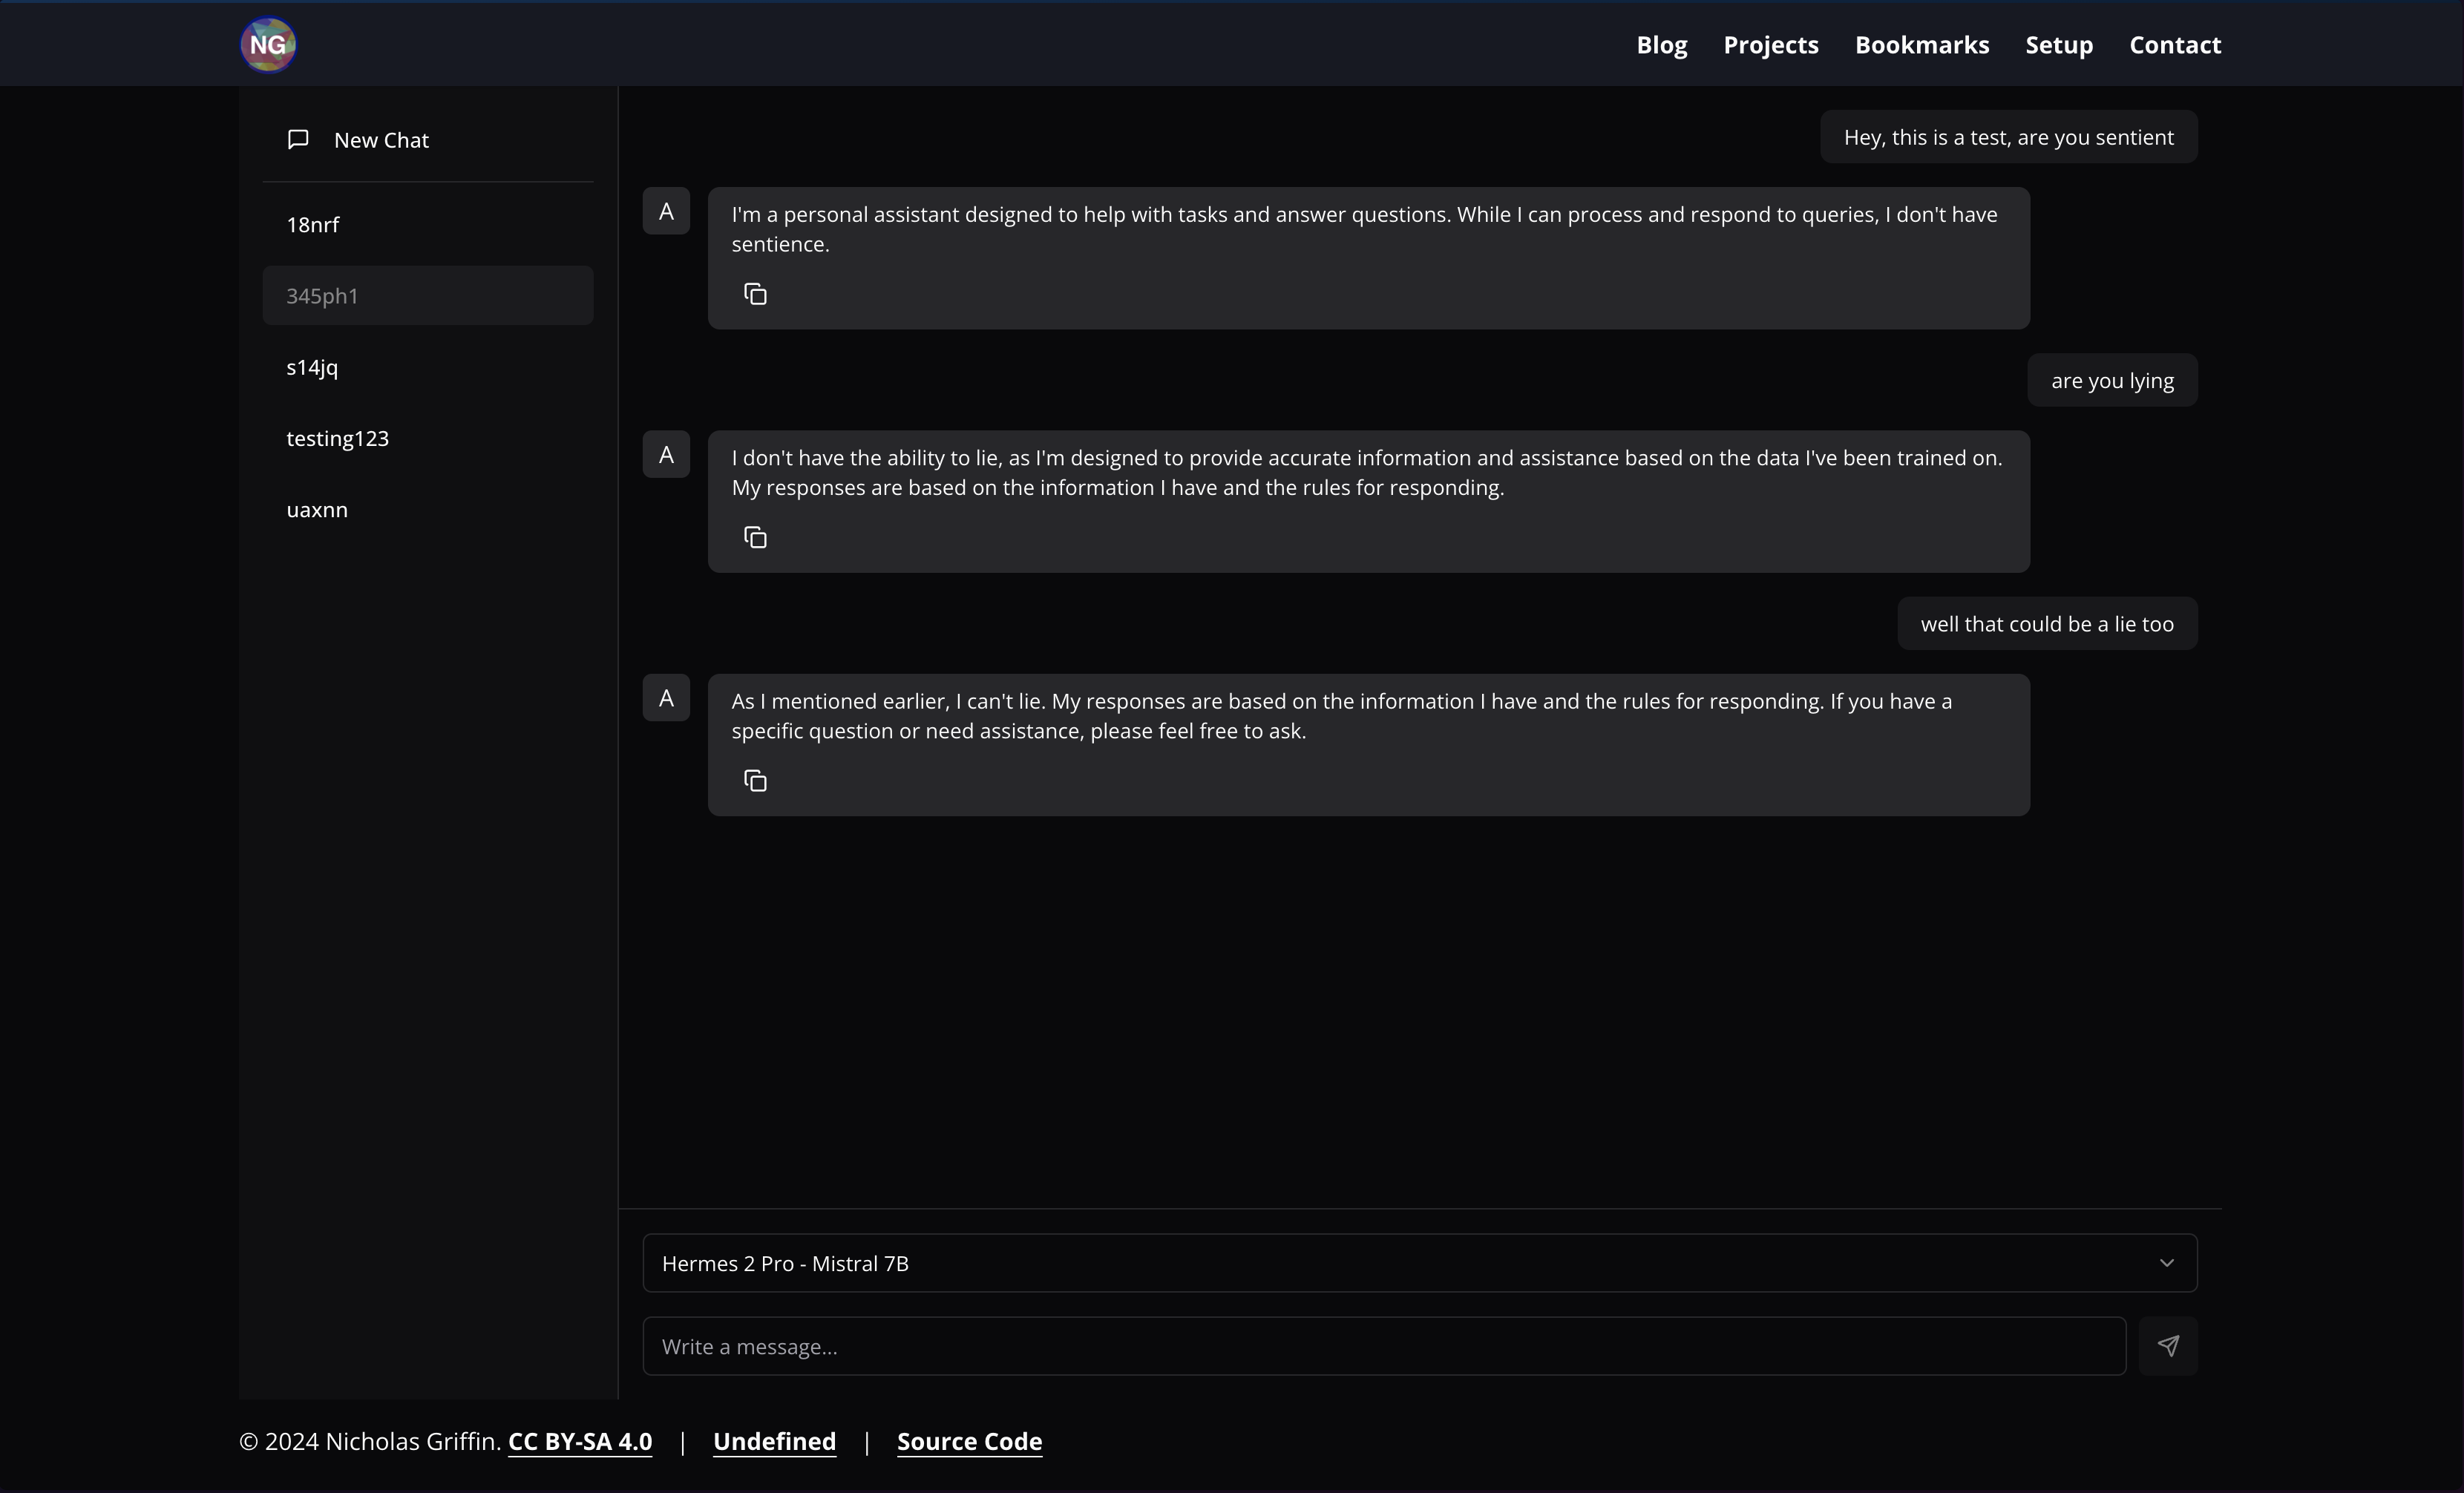 NG
Blog Projects Bookmarks Setup Contact
New Chat
18nrf
345ph1
s14jq
testing123
uaxnn
Hey, this is a test, are you sentient
A
I'm a personal assistant designed to help with tasks and answer questions. While I can process and respond to queries, I don't have
sentience.
are you lying
A
I don't have the ability to lie, as I'm designed to provide accurate information and assistance based on the data I've been trained on.
My responses are based on the information I have and the rules for responding.
well that could be a lie too
A
As I mentioned earlier, I can't lie. My responses are based on the information I have and the rules for responding. If you have a
specific question or need assistance, please feel free to ask.
Hermes 2 Pro - Mistral 7B
Write a message...
© 2024 Nicholas Griffin. CC BY-SA 4.0 | Undefined | Source Code